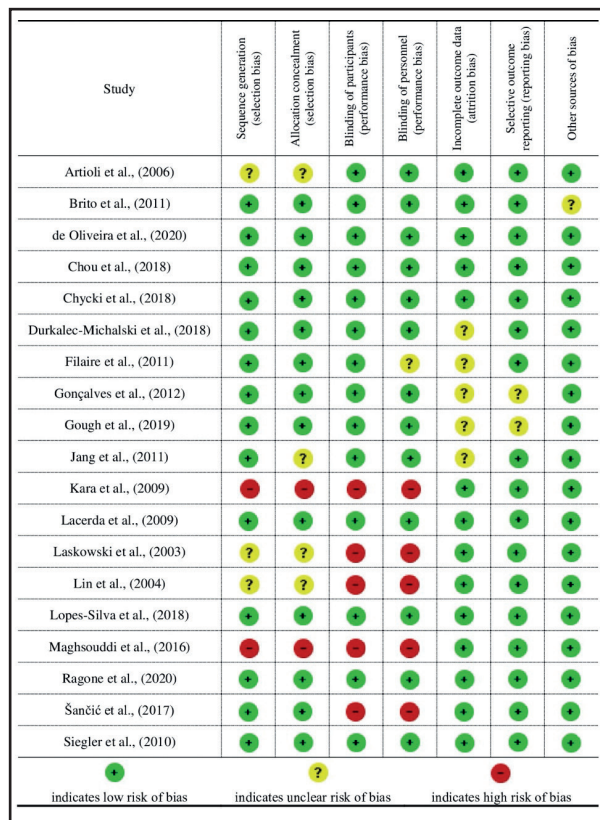 Study
Sequence generation
(selection bias)
Allocation concealment
(selection bias)
Blinding of participants
(performance bias)
Blinding of personnel
(performance bias)
Incomplete outcome data
(attrition bias)
Selective outcome
reporting (reporting bias)
Other sources of bias
Artioli et al., (2006) ? ? + + + + +
Brito et al., (2011) + + + + + + ?
de Oliveira et al., (2020) + + + + + + +
Chou et al., (2018) + + + + + + +
Chycki et al., (2018) + + + + + + +
Durkalec-Michalski et al., (2018) + + + + ? + +
Filaire et al., (2011) + + + ? ? + +
Gonçalves et al., (2012) + + + + ? ? +
Gough et al., (2019) + + + + ? ? +
Jang et al., (2011) + ? + + ? + +
Kara et al., (2009) − − − − + + +
Lacerda et al., (2009) + + + + + + +
Laskowski et al., (2003) ? ? − − + + +
Lin et al., (2004) ? ? − − + + +
Lopes-Silva et al., (2018) + + + + + + +
Maghsouddi et al., (2016) − − − − + + +
Ragone et al., (2020) + + + + + + +
Šančić et al., (2017) + + − − + + +
Siegler et al., (2010) + + + + + + +
+ ? −
indicates low risk of bias indicates unclear risk of bias indicates high risk of bias